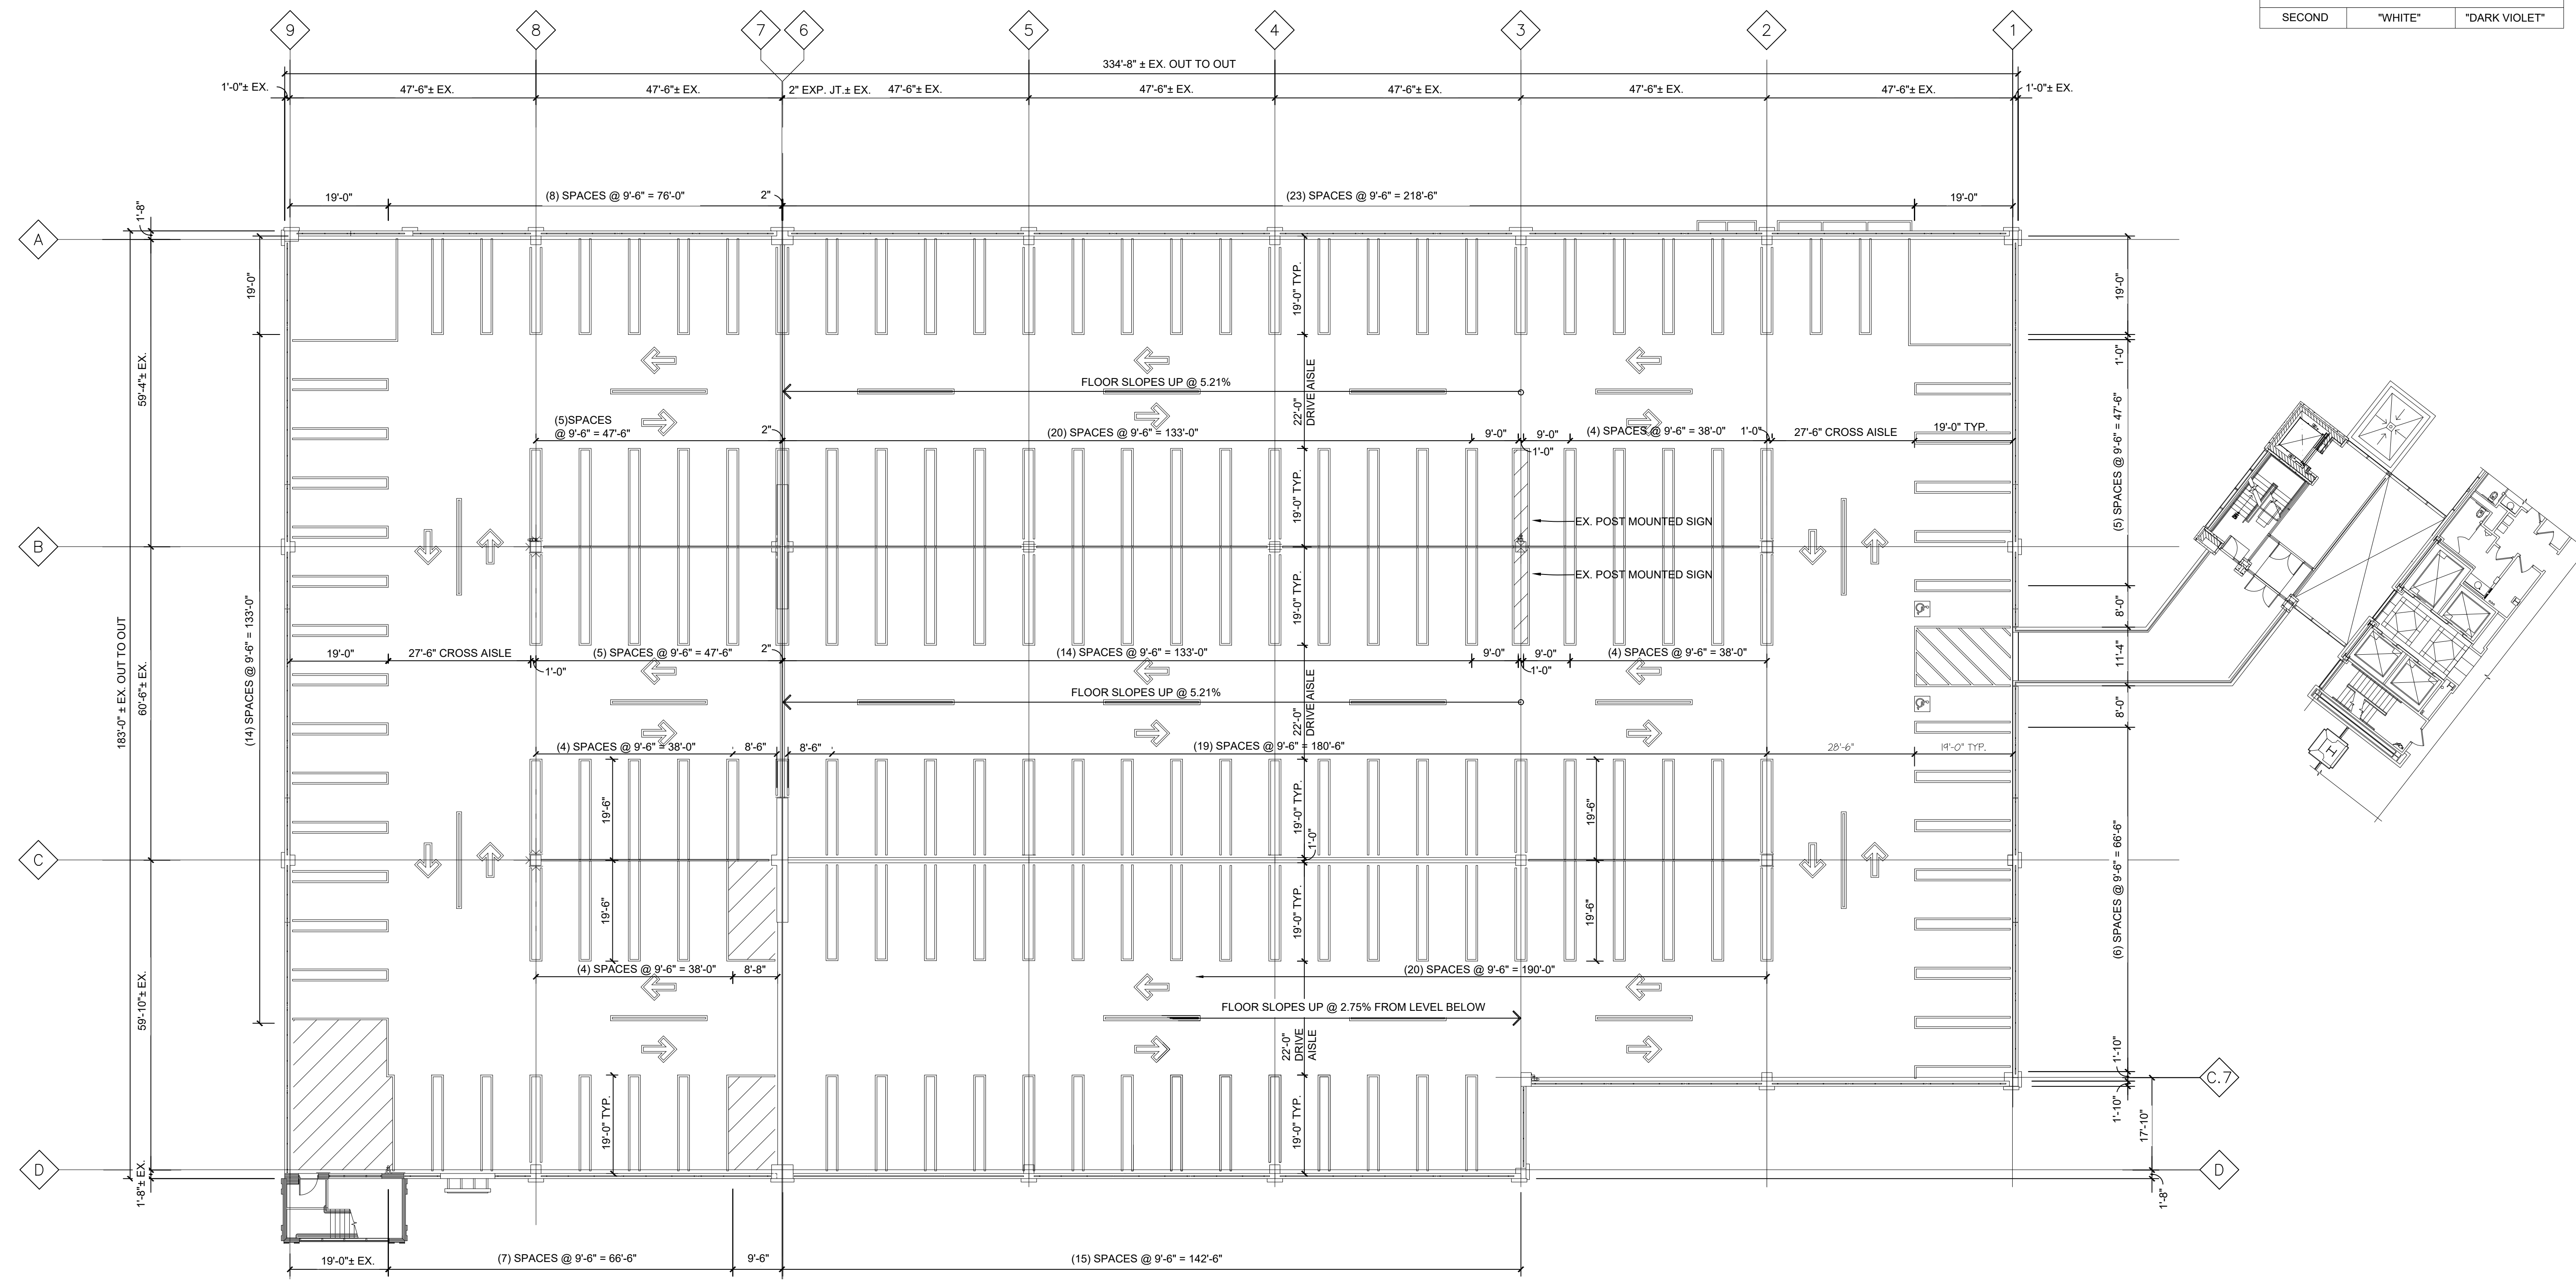 SECOND "WHITE" "DARK VIOLET"
9 8 7 6 5 4 3 2 1
334'-8" ± EX. OUT TO OUT
1'-0"± EX. 47'-6"± EX. 47'-6"± EX. 2" EXP. JT.± EX. 47'-6"± EX. 47'-6"± EX. 47'-6"± EX. 47'-6"± EX. 47'-6"± EX. 1'-0"± EX.
19'-0" (8) SPACES @ 9'-6" = 76'-0" 2" (23) SPACES @ 9'-6" = 218'-6" 19'-0"
1'-8"
A
19'-0"
19'-0" TYP.
19'-0"
1'-0"
59'-4"± EX.
FLOOR SLOPES UP @ 5.21%
22'-0"
DRIVE AISLE
(5)SPACES
@ 9'-6" = 47'-6"
2" (20) SPACES @ 9'-6" = 133'-0" 9'-0" 9'-0" (4) SPACES @ 9'-6" = 38'-0" 1'-0" 27'-6" CROSS AISLE 19'-0" TYP.
1'-0"
(5) SPACES @ 9'-6" = 47'-6"
19'-0" TYP.
EX. POST MOUNTED SIGN
B
EX. POST MOUNTED SIGN
19'-0" TYP.
8'-0"
183'-0" ± EX. OUT TO OUT
60'-6"± EX.
(14) SPACES @ 9'-6" = 133'-0"
11'-4"
19'-0" 27'-6" CROSS AISLE (5) SPACES @ 9'-6" = 47'-6" 2" (14) SPACES @ 9'-6" = 133'-0" 9'-0" 9'-0" (4) SPACES @ 9'-6" = 38'-0"
1'-0" 1'-0"
FLOOR SLOPES UP @ 5.21%
22'-0"
DRIVE AISLE
8'-0"
(4) SPACES @ 9'-6" = 38'-0" 8'-6" 8'-6" (19) SPACES @ 9'-6" = 180'-6" 28'-6" 19'-0" TYP.
H
19'-6" 19'-0" TYP. 19'-6"
1'-0"
C
(6) SPACES @ 9'-6" = 66'-6"
19'-6" 19'-0" TYP. 19'-6"
(4) SPACES @ 9'-6" = 38'-0" 8'-8" (20) SPACES @ 9'-6" = 190'-0"
59'-10"± EX.
FLOOR SLOPES UP @ 2.75% FROM LEVEL BELOW
22'-0"
DRIVE
AISLE
1'-10"
C.7
1'-10"
17'-10"
19'-0" TYP. 19'-0" TYP.
D D
1'-8"± EX.
1'-8"
19'-0"± EX. (7) SPACES @ 9'-6" = 66'-6" 9'-6" (15) SPACES @ 9'-6" = 142'-6"